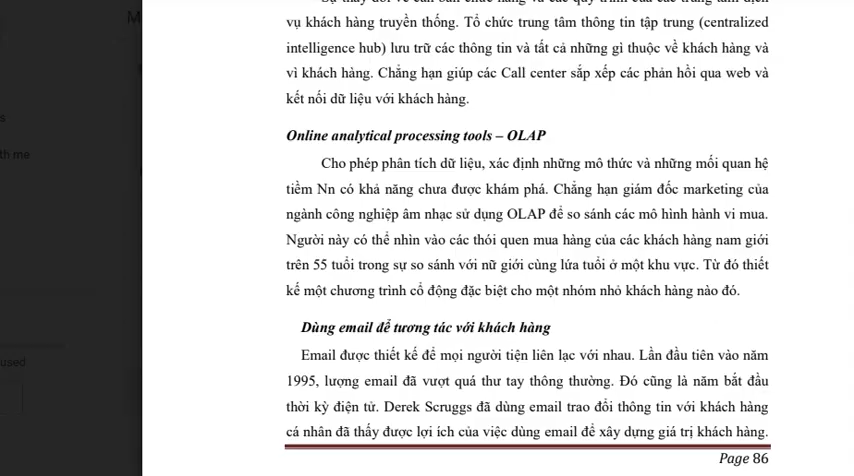 vụ khách hàng truyền thống. Tổ chức trung tâm thông tin tập trung (centralized
intelligence hub) lưu trữ các thông tin và tất cả những gì thuộc về khách hàng và
vì khách hàng. Chẳng hạn giúp các Call center sắp xếp các phản hồi qua web và
kết nối dữ liệu với khách hàng.
Online analytical processing tools – OLAP
Cho phép phân tích dữ liệu, xác định những mô thức và những mối quan hệ
tiềm Nn có khả năng chưa được khám phá. Chẳng hạn giám đốc marketing của
ngành công nghiệp âm nhạc sử dụng OLAP để so sánh các mô hình hành vi mua.
Người này có thể nhìn vào các thói quen mua hàng của các khách hàng nam giới
trên 55 tuổi trong sự so sánh với nữ giới cùng lứa tuổi ở một khu vực. Từ đó thiết
kế một chương trình cổ động đặc biệt cho một nhóm nhỏ khách hàng nào đó.
Dùng email để tương tác với khách hàng
Email được thiết kế để mọi người tiện liên lạc với nhau. Lần đầu tiên vào năm
1995, lượng email đã vượt quá thư tay thông thường. Đó cũng là năm bắt đầu
thời kỳ điện tử. Derek Scruggs đã dùng email trao đổi thông tin với khách hàng
cá nhân đã thấy được lợi ích của việc dùng email để xây dựng giá trị khách hàng.
Page 86
th me
used